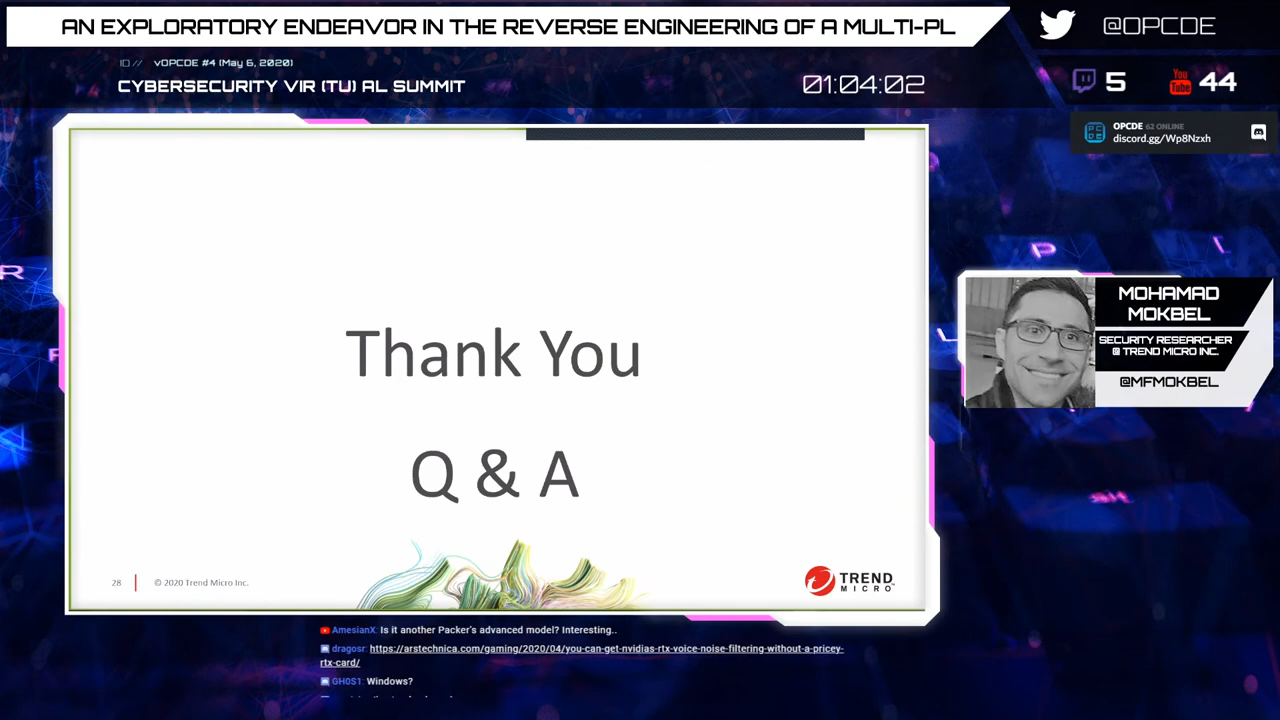 AN EXPLORATORY ENDEAVOR IN THE REVERSE ENGINEERING OF A MULTI-PL
@OPCDE
ID // vOPCDE #4 (May 6, 2020)
CYBERSECURITY VIR (TU) AL SUMMIT
01:04:02
5
You Tube 44
OPCDE 62 ONLINE
discord.gg/Wp8Nzxh
Thank You
Q & A
28
© 2020 Trend Micro Inc.
TREND
MICRO
MOHAMAD
MOKBEL
SECURITY RESEARCHER
@ TREND MICRO INC.
@MFMOKBEL
AmesianX: Is it another Packer's advanced model? Interesting..
dragosr: https://arstechnica.com/gaming/2020/04/you-can-get-nvidias-rtx-voice-noise-filtering-without-a-pricey-
rtx-card/
GH0S1: Windows?